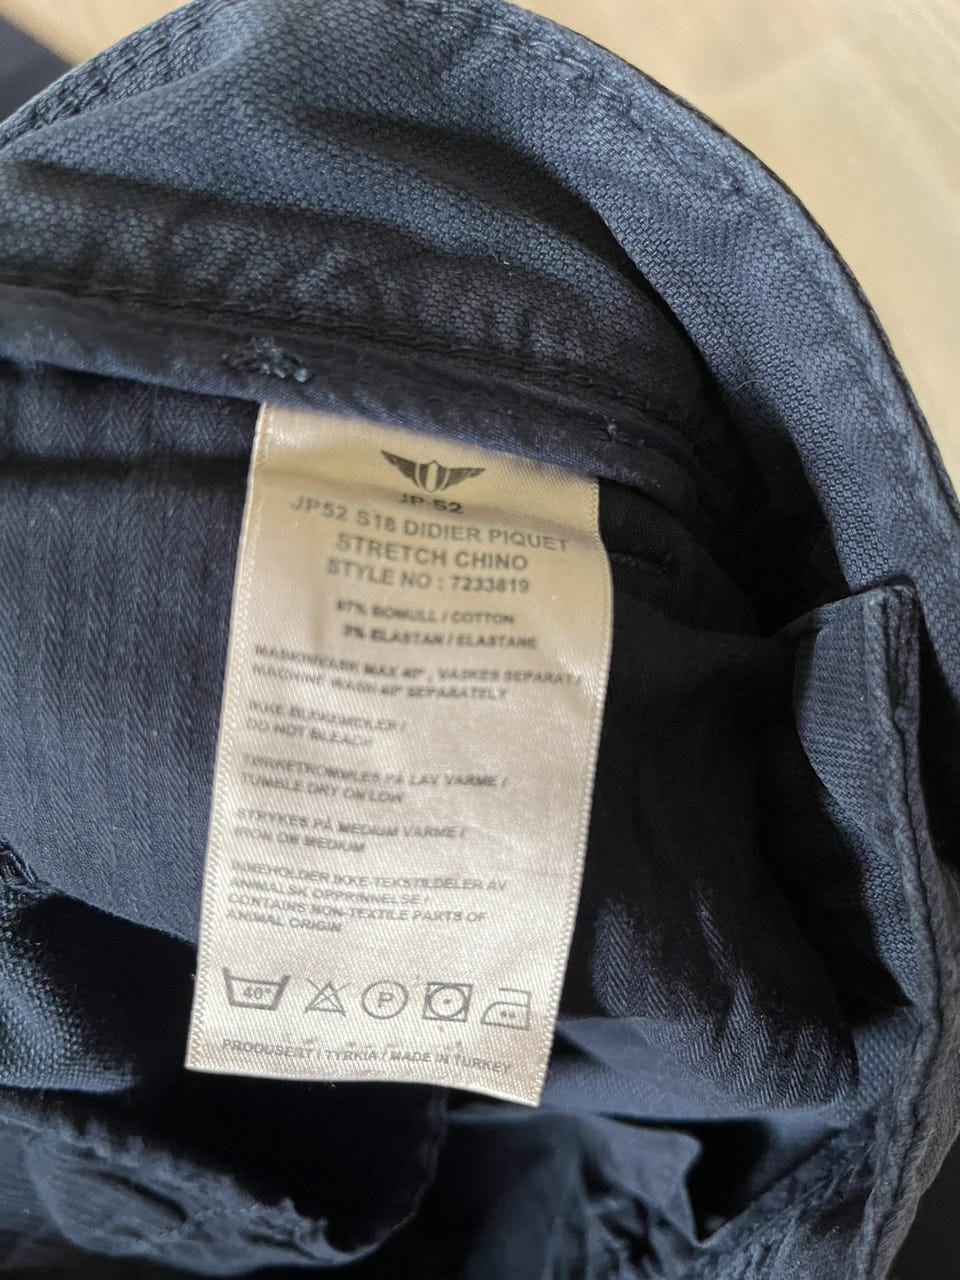 JP-52
JP52 S18 DIDIER PIQUET
STRETCH CHINO
STYLE NO : 7233819
97% BOMULL / COTTON
3% ELASTAN / ELASTANE
MASKINVASK MAX 40°, VASKES SEPARAT /
MACHINE WASH 40° SEPARATELY
IKKE BLEKEMIDLER /
DO NOT BLEACH
TØRKETROMMLES PÅ LAV VARME /
TUMBLE DRY ON LOW
STRYKES PÅ MEDIUM VARME /
IRON ON MEDIUM
INNEHOLDER IKKE-TEKSTILDELER AV
ANIMALSK OPPRINNELSE /
CONTAINS NON-TEXTILE PARTS OF
ANIMAL ORIGIN
40° P
PRODUSERT I TYRKIA / MADE IN TURKEY